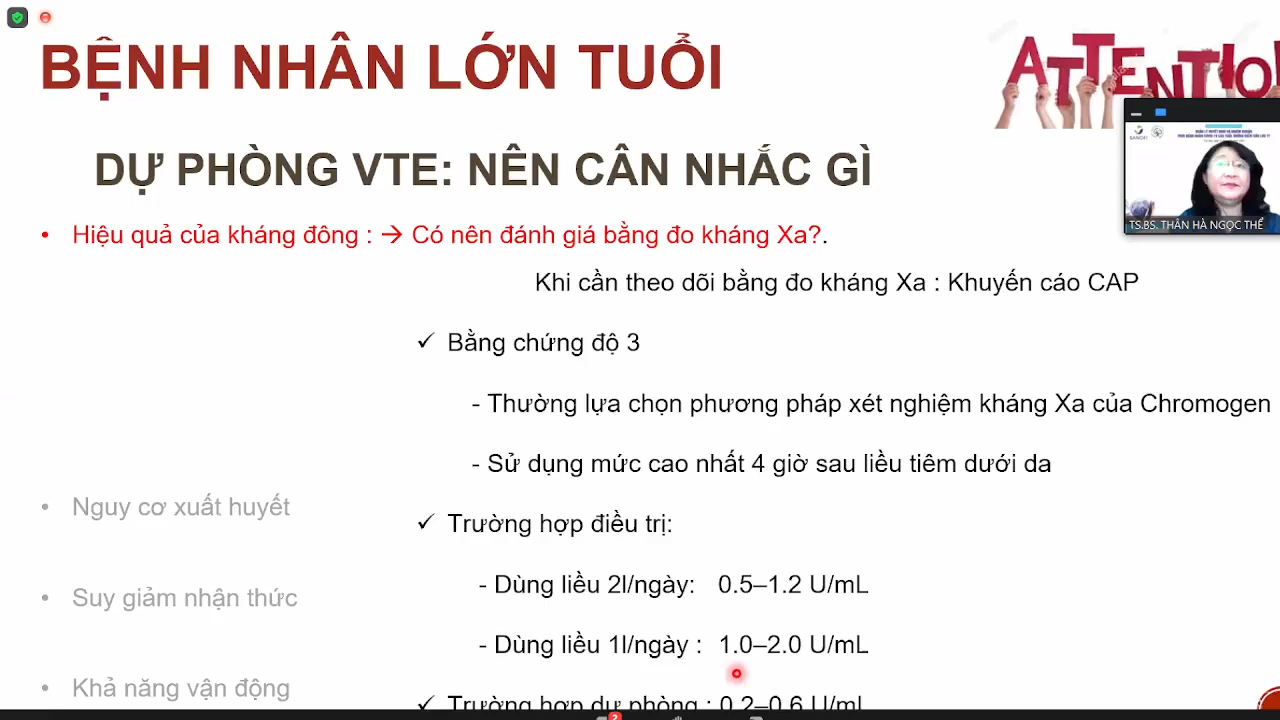 BỆNH NHÂN LỚN TUỔI
ATTENTIO
DỰ PHÒNG VTE: NÊN CÂN NHẮC GÌ
SANOFI
TS.BS. THÂN HÀ NGỌC THỂ
• Hiệu quả của kháng đông : → Có nên đánh giá bằng đo kháng Xa?.
Khi cần theo dõi bằng đo kháng Xa : Khuyến cáo CAP
✓ Bằng chứng độ 3
- Thường lựa chọn phương pháp xét nghiệm kháng Xa của Chromogen
- Sử dụng mức cao nhất 4 giờ sau liều tiêm dưới da
• Nguy cơ xuất huyết
✓ Trường hợp điều trị:
- Dùng liều 2l/ngày: 0.5–1.2 U/mL
• Suy giảm nhận thức
- Dùng liều 1l/ngày : 1.0–2.0 U/mL
• Khả năng vận động
✓ Trường hợp dự phòng : 0.2–0.6 U/mL
2